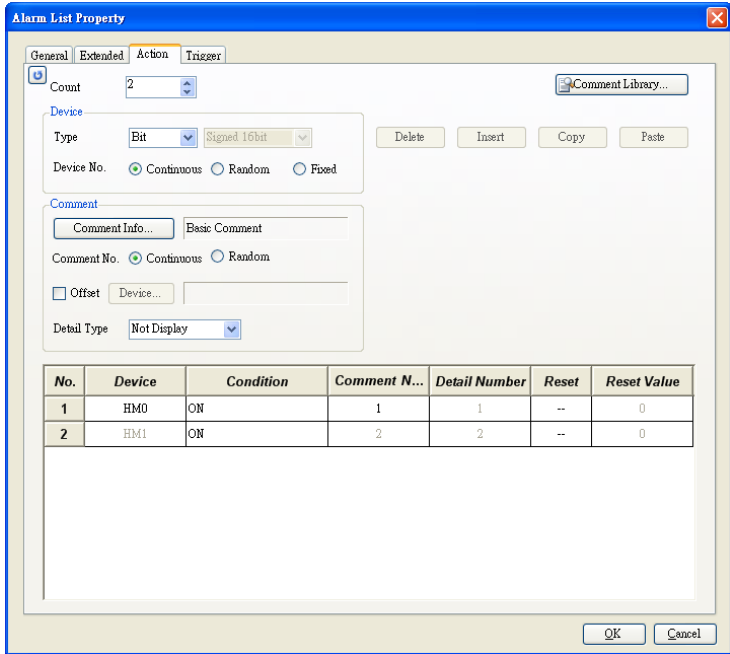 Alarm List Property
General Extended Action Trigger
Count 2 Comment Library...
Device
Type Bit Signed 16bit Delete Insert Copy Paste
Device No. Continuous Random Fixed
Comment
Comment Info... Basic Comment
Comment No. Continuous Random
Offset Device...
Detail Type Not Display
No. Device Condition Comment N... Detail Number Reset Reset Value
1 HM0 ON 1 1 -- 0
2 HM1 ON 2 2 -- 0
OK Cancel